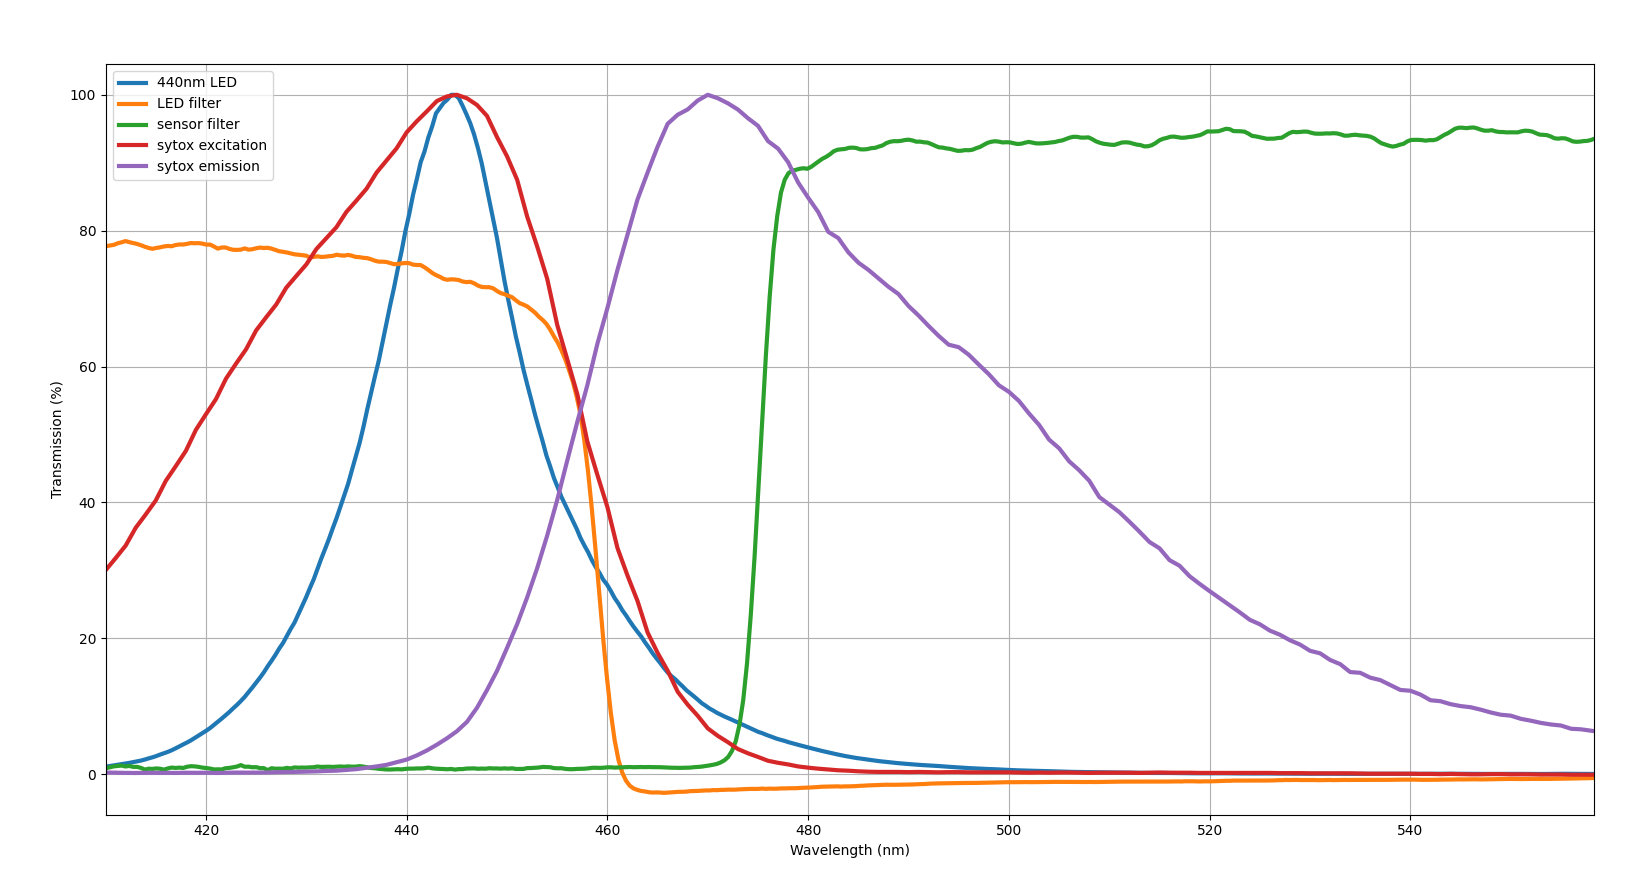 440nm LED
LED filter
sensor filter
sytox excitation
sytox emission
100
80
60
40
20
0
Transmission (%)
420 440 460 480 500 520 540
Wavelength (nm)